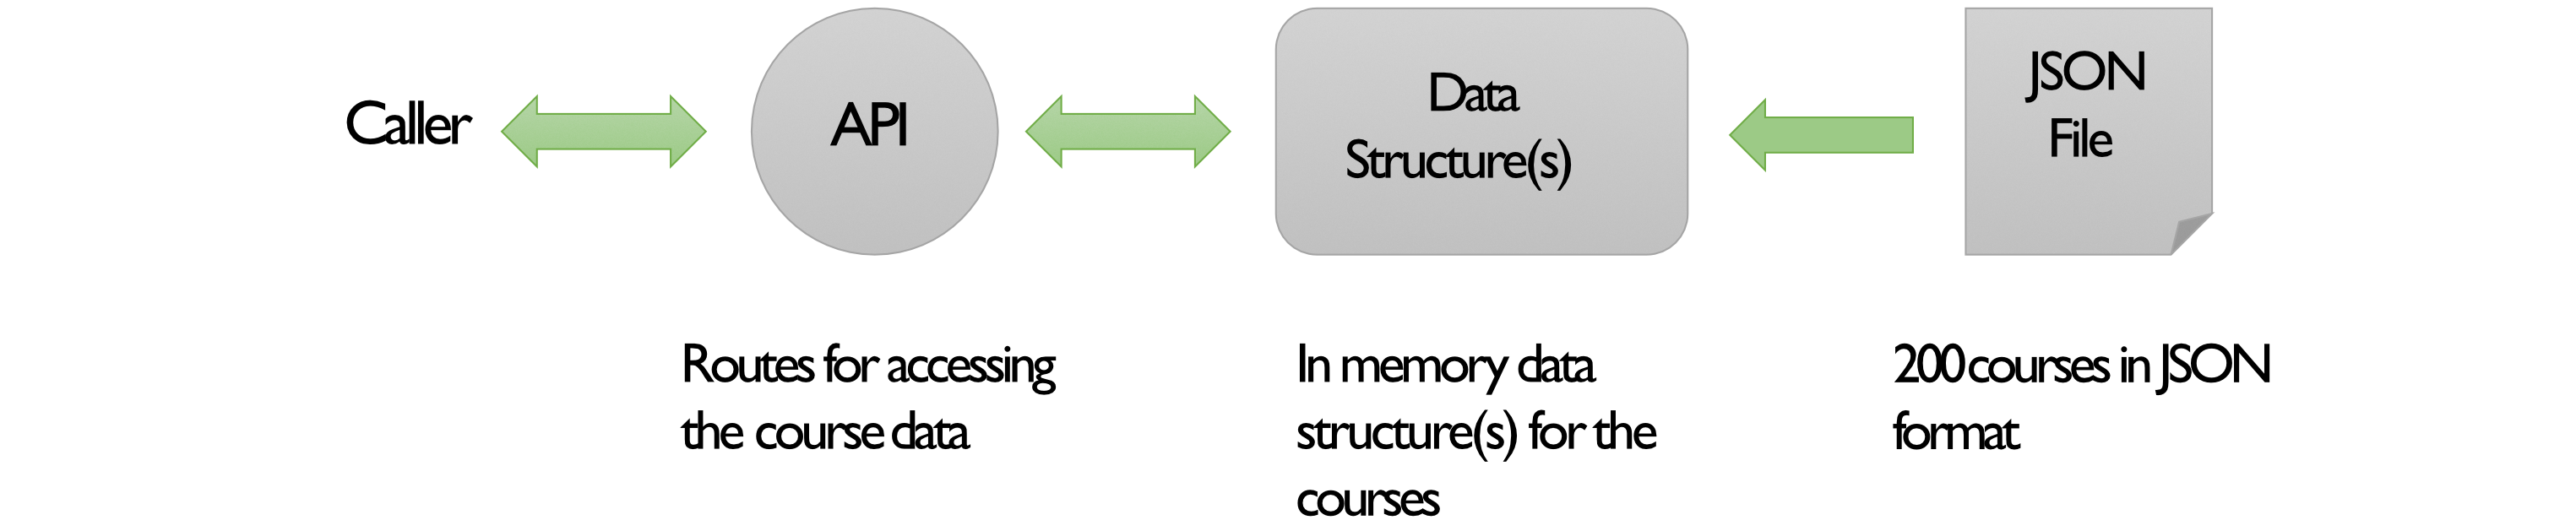 Caller
API
Data
Structure(s)
JSON
File
Routes for accessing
the course data
In memory data
structure(s) for the
courses
200 courses in JSON
format